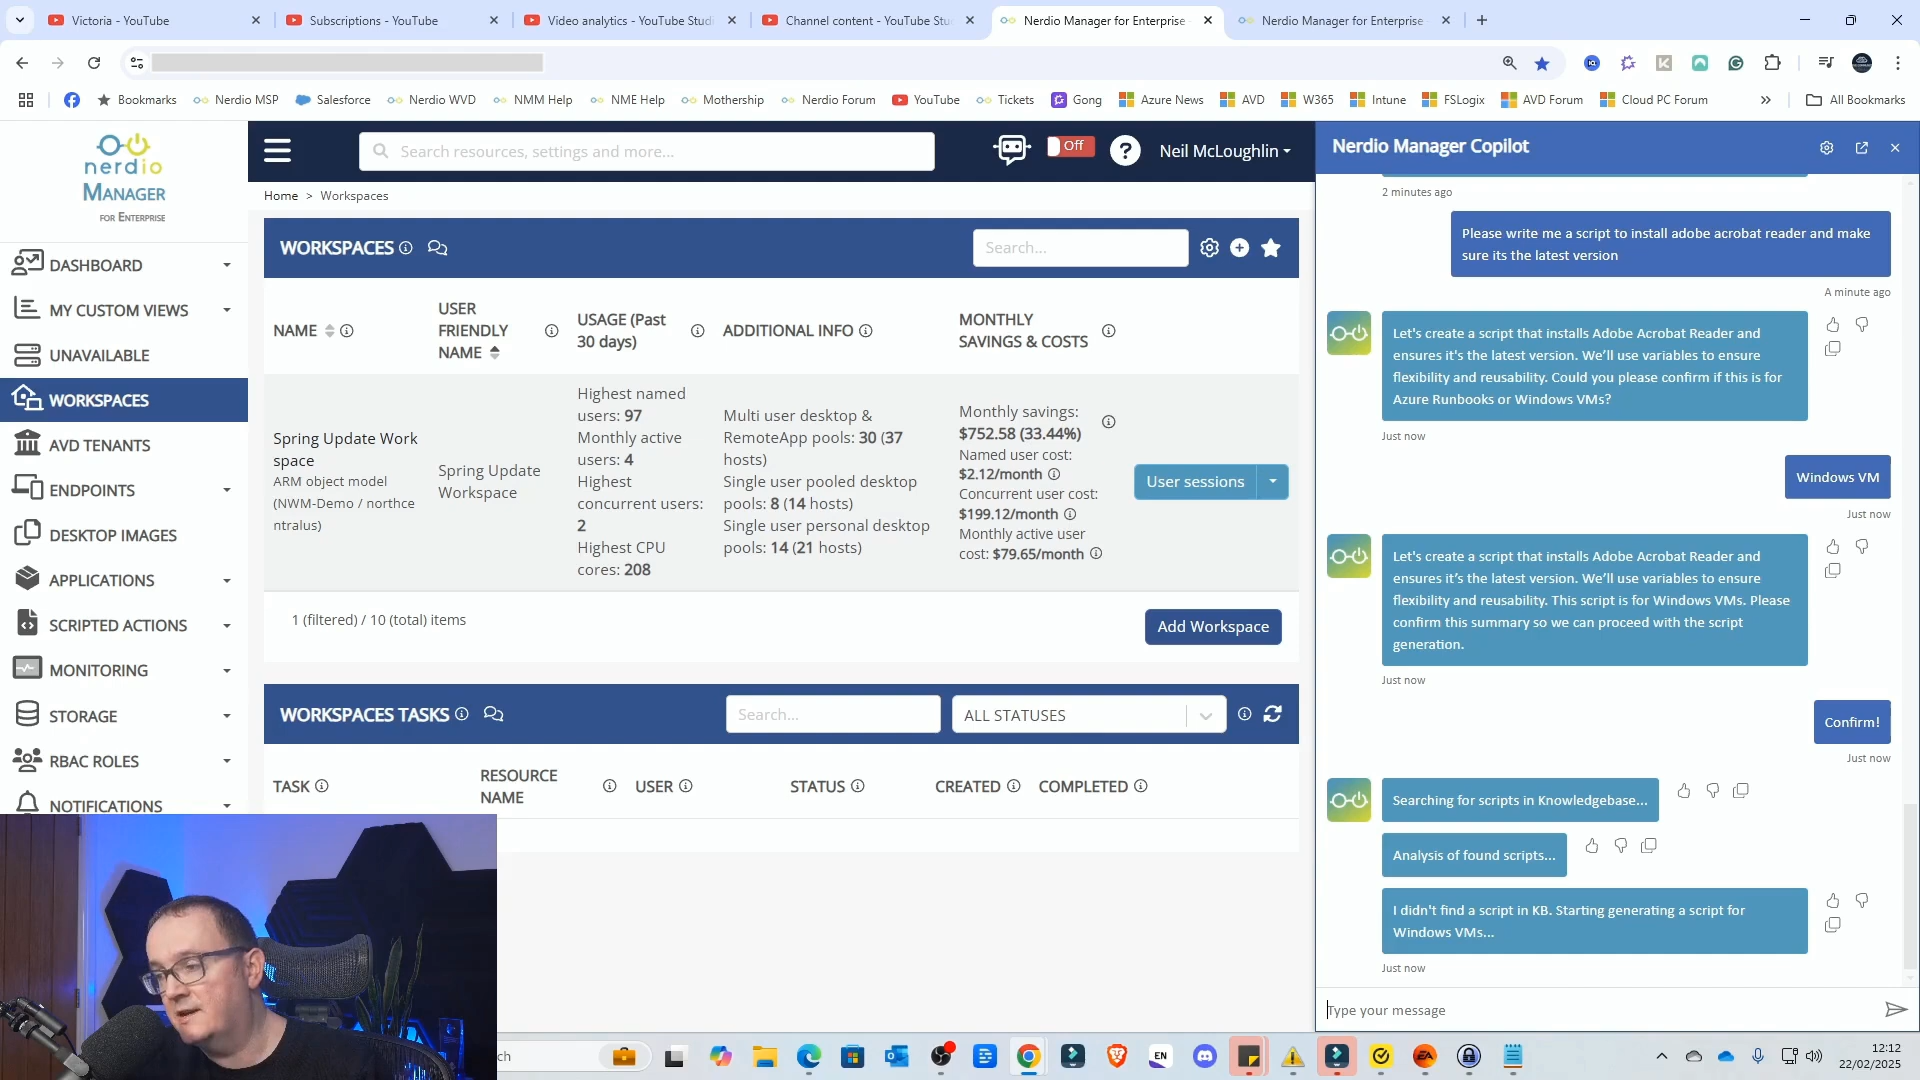 Victoria - YouTube
Subscriptions - YouTube
Video analytics - YouTube Studi
Channel content - YouTube Stu
Nerdio Manager for Enterprise
Nerdio Manager for Enterprise
Bookmarks
Nerdio MSP
Salesforce
Nerdio WVD
NMM Help
NME Help
Mothership
Nerdio Forum
YouTube
Tickets
Gong
Azure News
AVD
W365
Intune
FSLogix
AVD Forum
Cloud PC Forum
All Bookmarks
nerdio
MANAGER
FOR ENTERPRISE
Search resources, settings and more...
Off
Neil McLoughlin
Home > Workspaces
DASHBOARD
MY CUSTOM VIEWS
UNAVAILABLE
WORKSPACES
AVD TENANTS
ENDPOINTS
DESKTOP IMAGES
APPLICATIONS
SCRIPTED ACTIONS
MONITORING
STORAGE
RBAC ROLES
NOTIFICATIONS
WORKSPACES
Search...
NAME
USER
FRIENDLY
NAME
USAGE (Past
30 days)
ADDITIONAL INFO
MONTHLY
SAVINGS & COSTS
Spring Update Work
space
ARM object model
(NWM-Demo / northce
ntralus)
Spring Update
Workspace
Highest named
users: 97
Monthly active
users: 4
Highest
concurrent users:
2
Highest CPU
cores: 208
Multi user desktop &
RemoteApp pools: 30 (37
hosts)
Single user pooled desktop
pools: 8 (14 hosts)
Single user personal desktop
pools: 14 (21 hosts)
Monthly savings:
$752.58 (33.44%)
Named user cost:
$2.12/month
Concurrent user cost:
$199.12/month
Monthly active user
cost: $79.65/month
User sessions
1 (filtered) / 10 (total) items
Add Workspace
WORKSPACES TASKS
Search...
ALL STATUSES
TASK
RESOURCE
NAME
USER
STATUS
CREATED
COMPLETED
Nerdio Manager Copilot
2 minutes ago
Please write me a script to install adobe acrobat reader and make
sure its the latest version
A minute ago
Let's create a script that installs Adobe Acrobat Reader and
ensures it's the latest version. We'll use variables to ensure
flexibility and reusability. Could you please confirm if this is for
Azure Runbooks or Windows VMs?
Just now
Windows VM
Just now
Let's create a script that installs Adobe Acrobat Reader and
ensures it's the latest version. We'll use variables to ensure
flexibility and reusability. This script is for Windows VMs. Please
confirm this summary so we can proceed with the script
generation.
Just now
Confirm!
Just now
Searching for scripts in Knowledgebase...
Analysis of found scripts...
I didn't find a script in KB. Starting generating a script for
Windows VMs...
Just now
Type your message
ch
EN
EA
12:12
22/02/2025